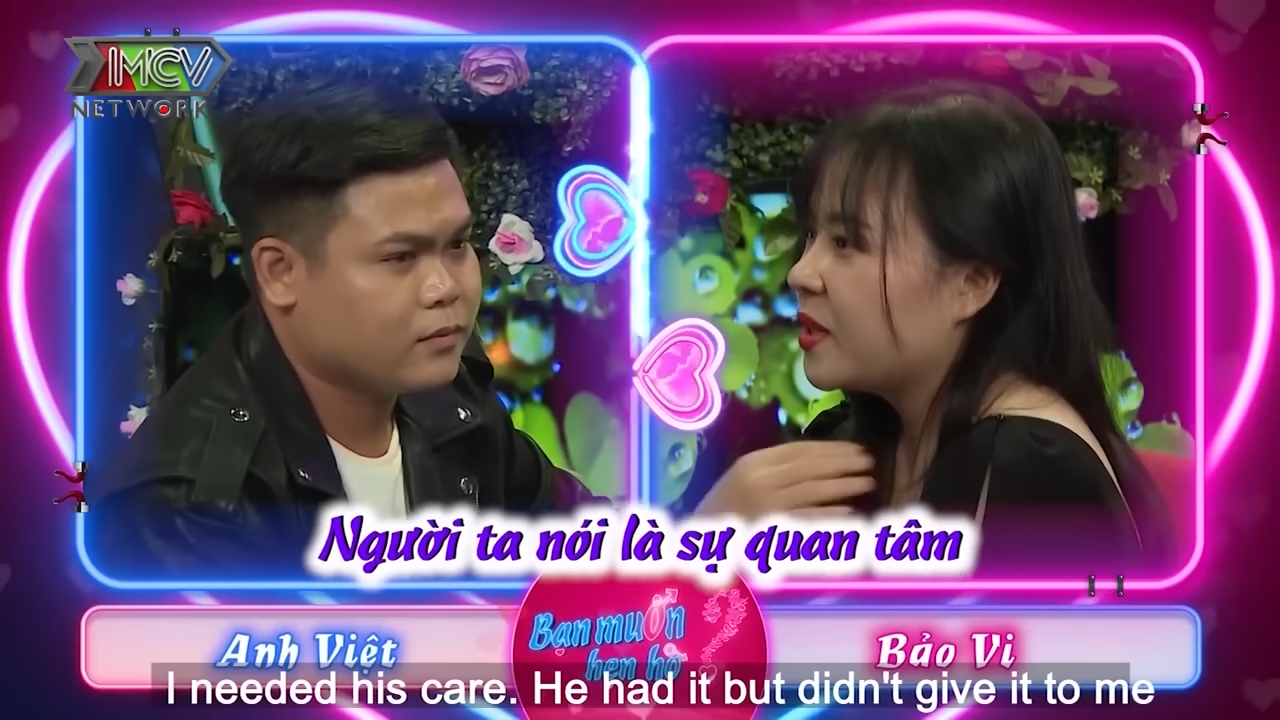 MCV
NETWORK
Người ta nói là sự quan tâm
Anh Việt
Bạn muốn
hẹn hò
Bảo Vi
I needed his care. He had it but didn't give it to me